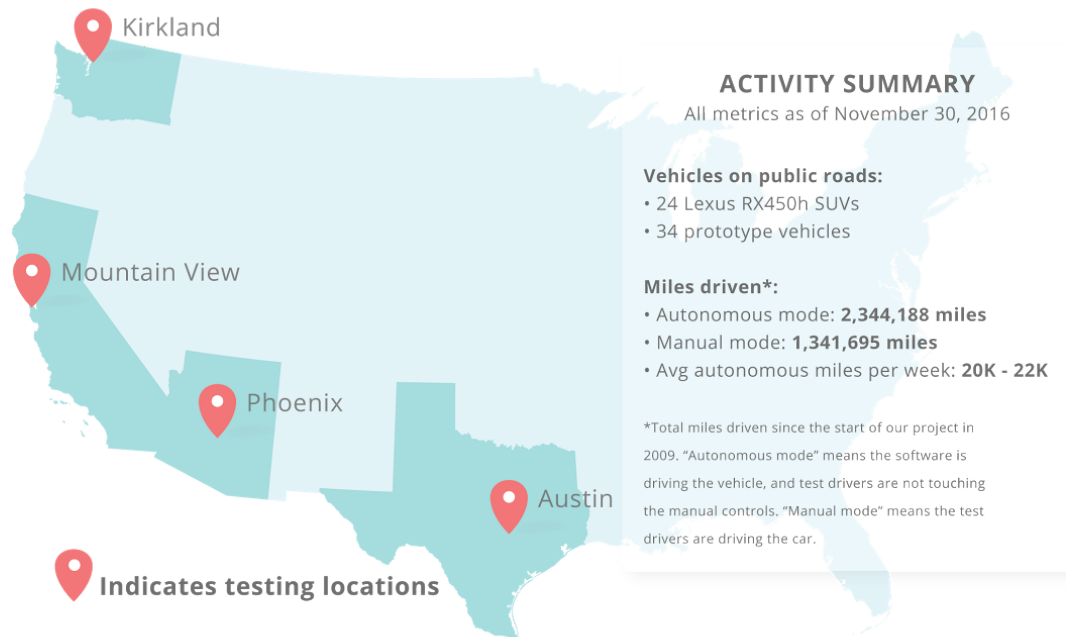 Kirkland
Mountain View
Phoenix
Austin
Indicates testing locations
ACTIVITY SUMMARY
All metrics as of November 30, 2016
Vehicles on public roads:
• 24 Lexus RX450h SUVs
• 34 prototype vehicles
Miles driven*:
• Autonomous mode: 2,344,188 miles
• Manual mode: 1,341,695 miles
• Avg autonomous miles per week: 20K - 22K
*Total miles driven since the start of our project in
2009. “Autonomous mode” means the software is
driving the vehicle, and test drivers are not touching
the manual controls. “Manual mode” means the test
drivers are driving the car.